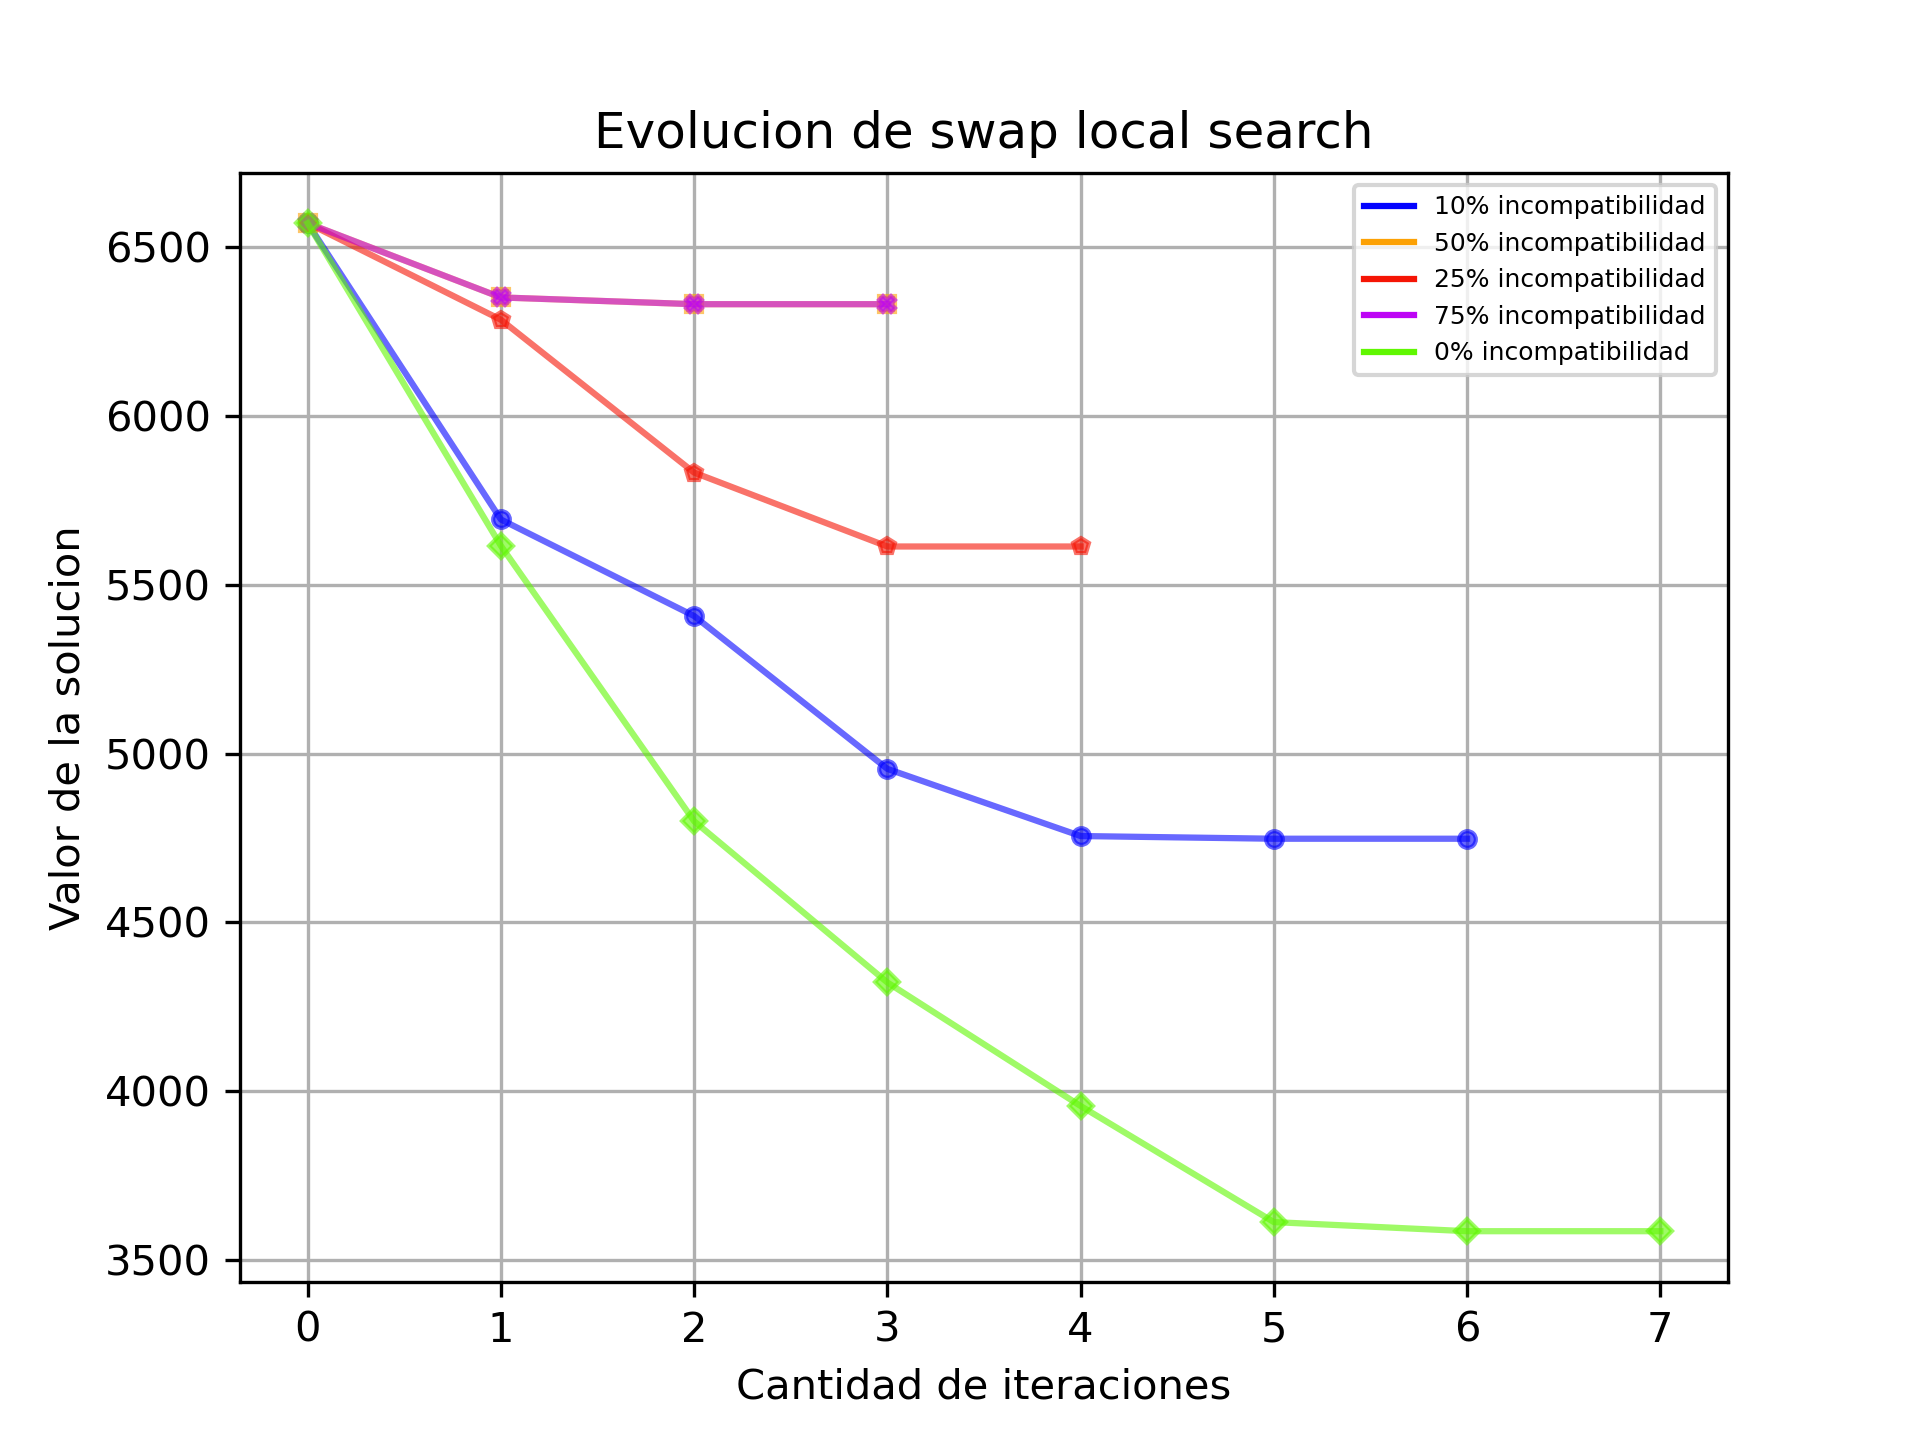 Evolucion de swap local search
10% incompatibilidad
50% incompatibilidad
25% incompatibilidad
75% incompatibilidad
0% incompatibilidad
6500
6000
5500
5000
4500
4000
3500
Valor de la solucion
0 1 2 3 4 5 6 7
Cantidad de iteraciones